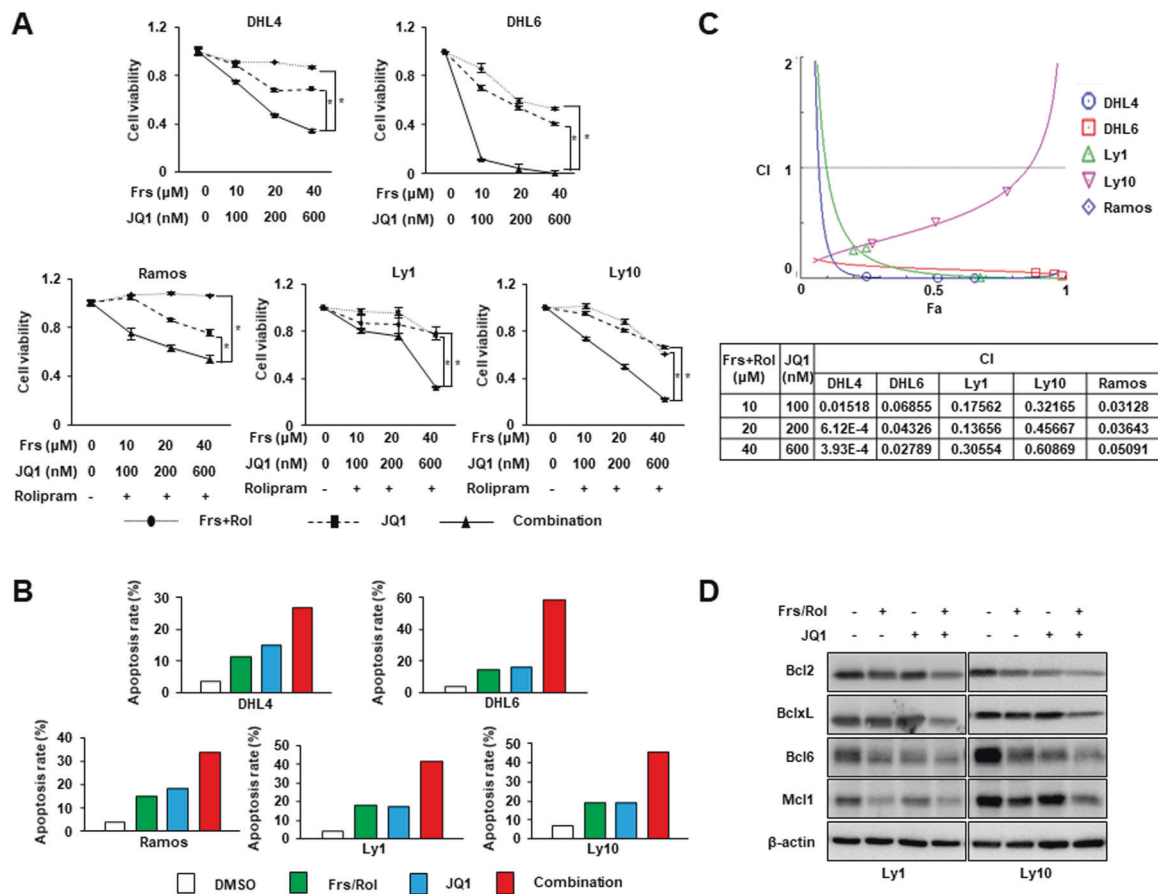 A
DHL4
Cell viability
1.2
0.8
0.4
0
Frs (µM) 0 10 20 40
JQ1 (nM) 0 100 200 600
*
*
DHL6
Cell viability
1.2
0.8
0.4
0
Frs (µM) 0 10 20 40
JQ1 (nM) 0 100 200 600
*
*
Ramos
Cell viability
1.2
0.8
0.4
0
Frs (µM) 0 10 20 40
JQ1 (nM) 0 100 200 600
Rolipram - + + +
*
*
Ly1
Cell viability
1.2
0.8
0.4
0
Frs (µM) 0 10 20 40
JQ1 (nM) 0 100 200 600
Rolipram - + + +
*
*
Ly10
Cell viability
1.2
0.8
0.4
0
Frs (µM) 0 10 20 40
JQ1 (nM) 0 100 200 600
Rolipram - + + +
*
*
Frs+Rol JQ1 Combination
B
Apoptosis rate (%)
30
20
10
0
DHL4
Apoptosis rate (%)
60
40
20
0
DHL6
Apoptosis rate (%)
40
30
20
10
0
Ramos
Apoptosis rate (%)
50
40
30
20
10
0
Ly1
Apoptosis rate (%)
50
40
30
20
10
0
Ly10
DMSO Frs/Rol JQ1 Combination
C
2
CI 1
0
0 0.5 1
Fa
DHL4
DHL6
Ly1
Ly10
Ramos
Frs+Rol (µM) JQ1 (nM) CI
DHL4 DHL6 Ly1 Ly10 Ramos
10 100 0.01518 0.06855 0.17562 0.32165 0.03128
20 200 6.12E-4 0.04326 0.13656 0.45667 0.03643
40 600 3.93E-4 0.02789 0.30554 0.60869 0.05091
D
Frs/Rol - + - + - + - +
JQ1 - - + + - - + +
Bcl2
BclxL
Bcl6
Mcl1
β-actin
Ly1 Ly10